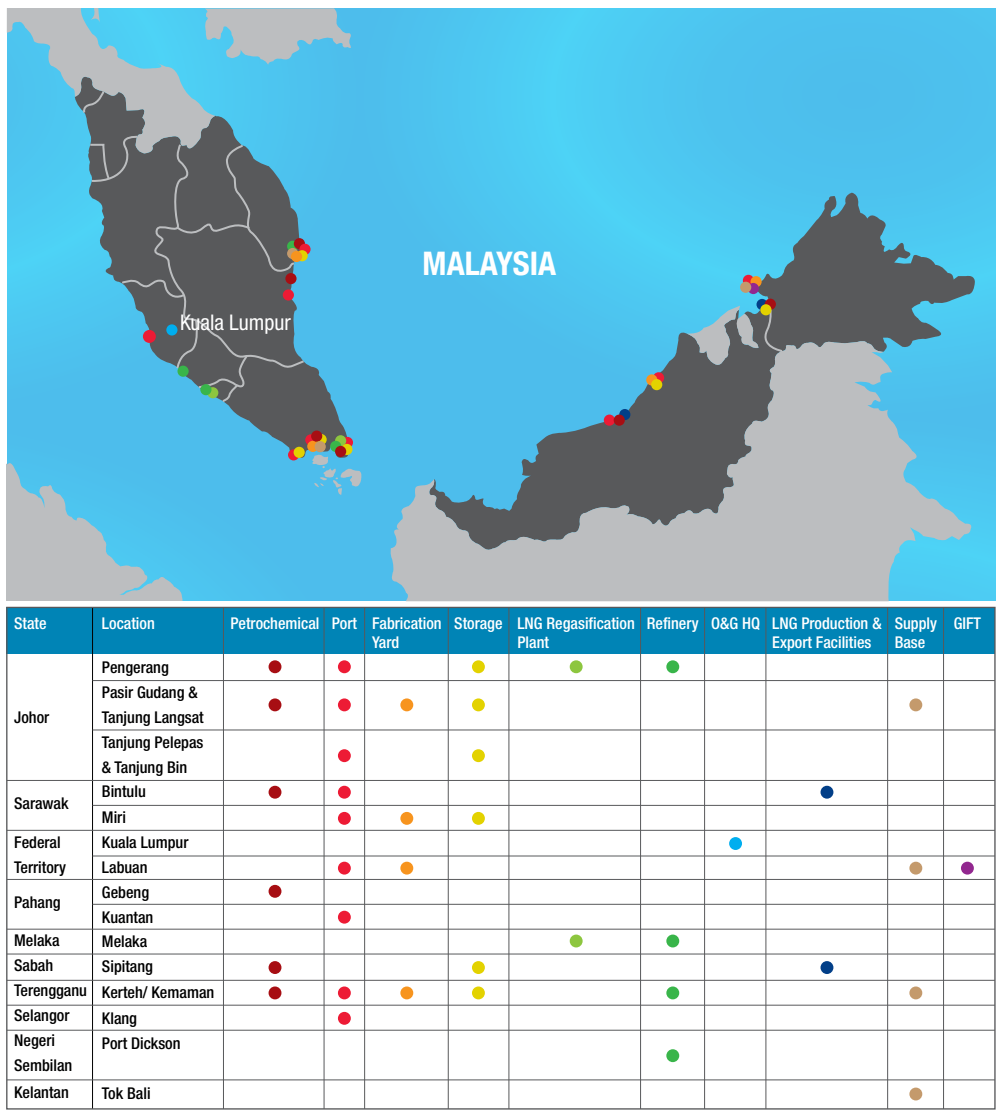 MALAYSIA
Kuala Lumpur
State Location Petrochemical Port Fabrication Yard Storage LNG Regasification Plant Refinery O&G HQ LNG Production & Export Facilities Supply Base GIFT
Johor
Pengerang
Pasir Gudang &
Tanjung Langsat
Tanjung Pelepas
& Tanjung Bin
Sarawak
Bintulu
Miri
Federal
Territory
Kuala Lumpur
Labuan
Pahang
Gebeng
Kuantan
Melaka Melaka
Sabah Sipitang
Terengganu Kerteh/ Kemaman
Selangor Klang
Negeri
Sembilan
Port Dickson
Kelantan Tok Bali